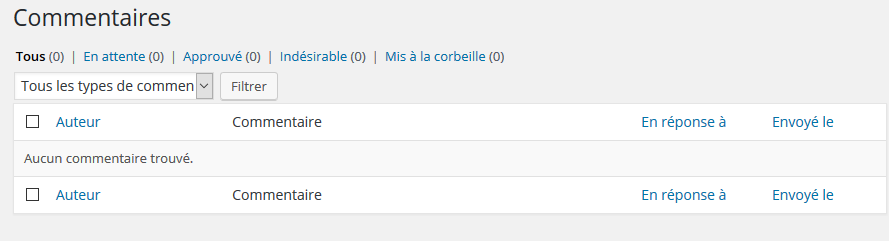 Commentaires
Tous (0) | En attente (0) | Approuvé (0) | Indésirable (0) | Mis à la corbeille (0)
Tous les types de commen Filtrer
Auteur Commentaire En réponse à Envoyé le
Aucun commentaire trouvé.
Auteur Commentaire En réponse à Envoyé le